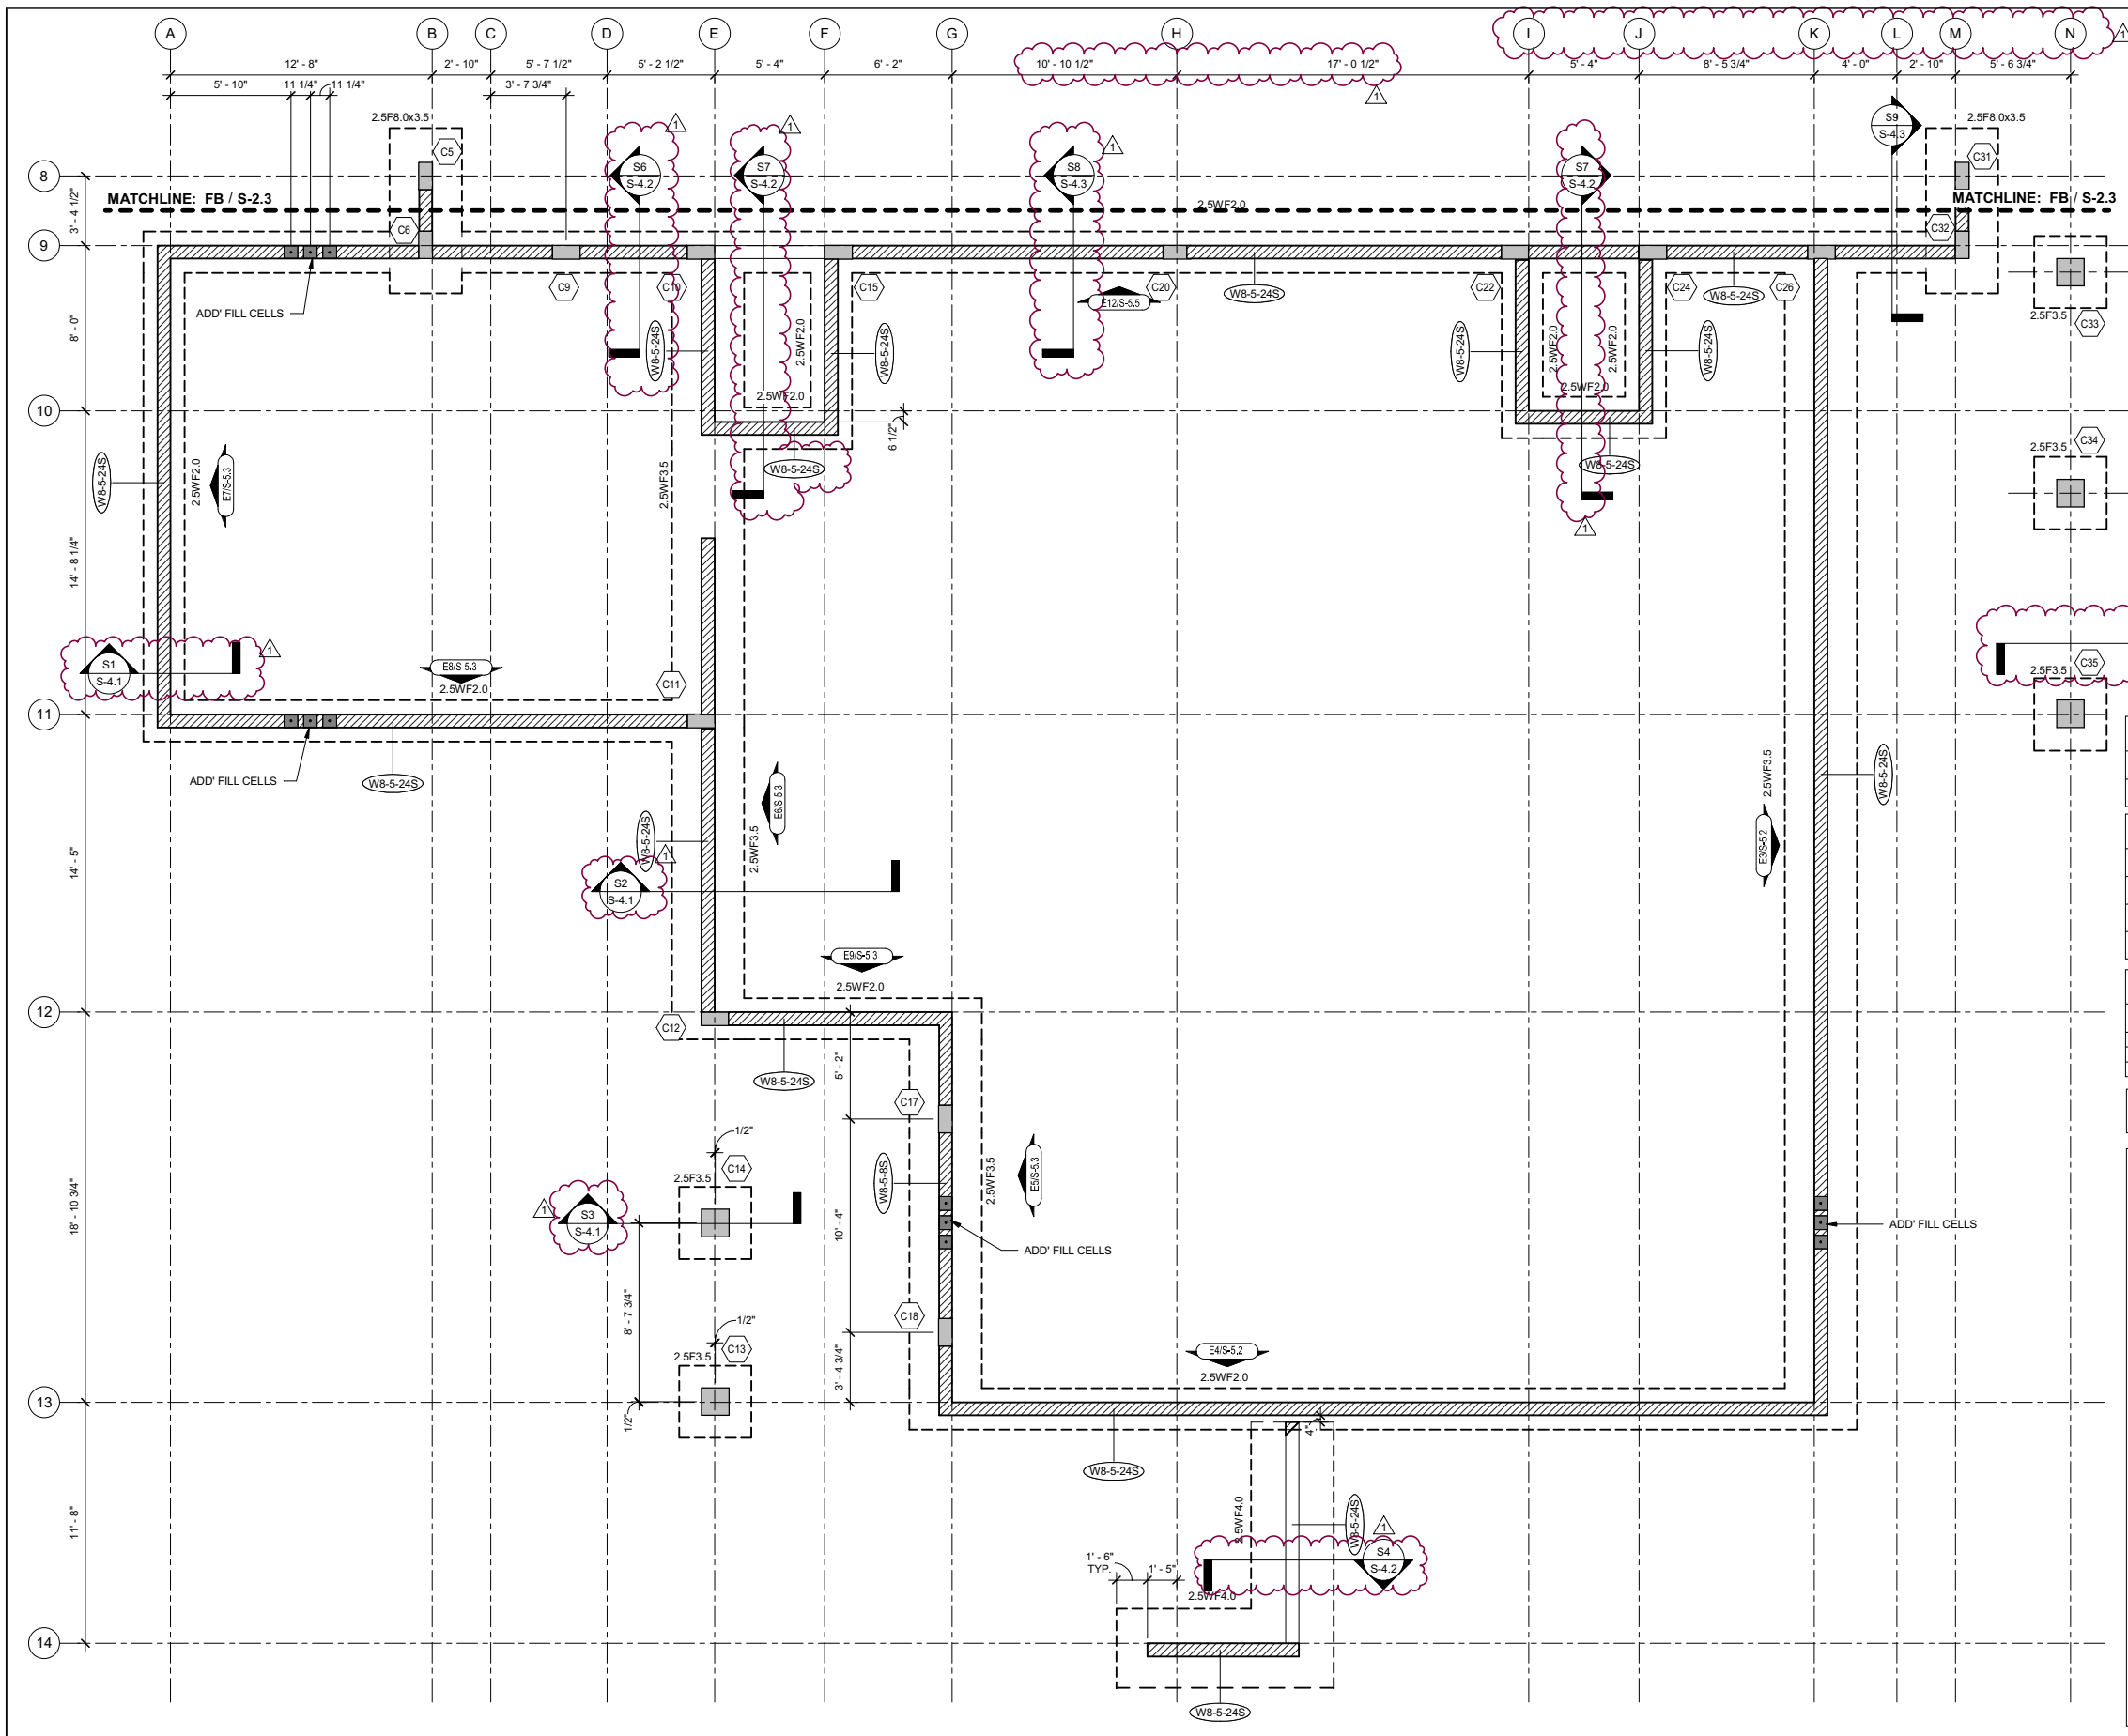 A B C D E F G H I J K L M N
1
12' - 8" 2' - 10" 5' - 7 1/2" 5' - 2 1/2" 5' - 4" 6' - 2" 10' - 10 1/2" 17' - 0 1/2" 5' - 4" 8' - 5 3/4" 4' - 0" 2' - 10" 5' - 6 3/4"
5' - 10" 11 1/4" 11 1/4" 3' - 7 3/4"
1
2.5F8.0x3.5
1
1
S9
S-4.3
2.5F8.0x3.5
C5
1
C31
8
S6
S-4.2
S7
S-4.2
S8
S-4.3
S7
S-4.2
3' - 4 1/2"
MATCHLINE: FB / S-2.3
2.5WF2.0
MATCHLINE: FB / S-2.3
C6
C32
9
C9
C10
C15
C20
W8-5-24S
C22
C24
W8-5-24S
C26
E12/S-5.5
ADD' FILL CELLS
2.5F3.5
C33
8' - 0"
W8-5-24S
2.5WF2.0
W8-5-24S
W8-5-24S
2.5WF2.0
2.5WF2.0
W8-5-24S
2.5WF2.0
2.5WF2.0
10
6 1/2"
2.5F3.5
C34
W8-5-24S
2.5WF2.0
E7/S-5.3
2.5WF3.5
W8-5-24S
W8-5-24S
1
14' - 8 1/4"
1
S1
S-4.1
E8/S-5.3
2.5WF2.0
C11
2.5F3.5
C35
11
ADD' FILL CELLS
W8-5-24S
E6/S-5.3
2.5WF3.5
W8-5-24S
14' - 5"
W8-5-24S
2.5WF3.5
E3/S-5.2
1
S2
S-4.1
E9/S-5.3
2.5WF2.0
12
C12
5' - 2"
W8-5-24S
C17
1/2"
C14
2.5F3.5
W8-5-8S
2.5WF3.5
E5/S-5.3
18' - 10 3/4"
1
S3
S-4.1
10' - 4"
ADD' FILL CELLS
ADD' FILL CELLS
8' - 7 3/4"
C18
1/2"
C13
2.5F3.5
3' - 4 3/4"
E4/S-5.2
2.5WF2.0
13
1/2"
4"
W8-5-24S
11' - 8"
2.5WF4.0
W8-5-24S
1
1' - 6"
TYP.
1' - 5"
S4
S-4.2
2.5WF4.0
14
W8-5-24S